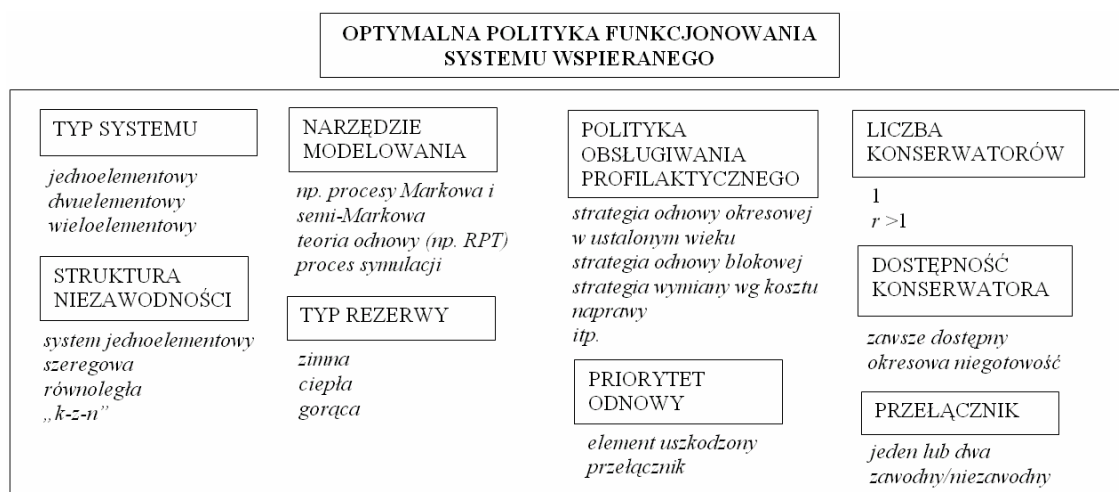 OPTYMALNA POLITYKA FUNKCJONOWANIA
SYSTEMU WSPIERANEGO
TYP SYSTEMU
jednoelementowy
dwuelementowy
wieloelementowy
STRUKTURA
NIEZAWODNOŚCI
system jednoelementowy
szeregowa
równoległa
„k-z-n”
NARZĘDZIE
MODELOWANIA
np. procesy Markowa i
semi-Markowa
teoria odnowy (np. RPT)
proces symulacji
TYP REZERWY
zimna
ciepła
gorąca
POLITYKA
OBSŁUGIWANIA
PROFILAKTYCZNEGO
strategia odnowy okresowej
w ustalonym wieku
strategia odnowy blokowej
strategia wymiany wg kosztu
naprawy
itp.
PRIORYTET
ODNOWY
element uszkodzony
przełącznik
LICZBA
KONSERWATORÓW
1
r >1
DOSTĘPNOŚĆ
KONSERWATORA
zawsze dostępny
okresowa niegotowość
PRZEŁĄCZNIK
jeden lub dwa
zawodny/niezawodny